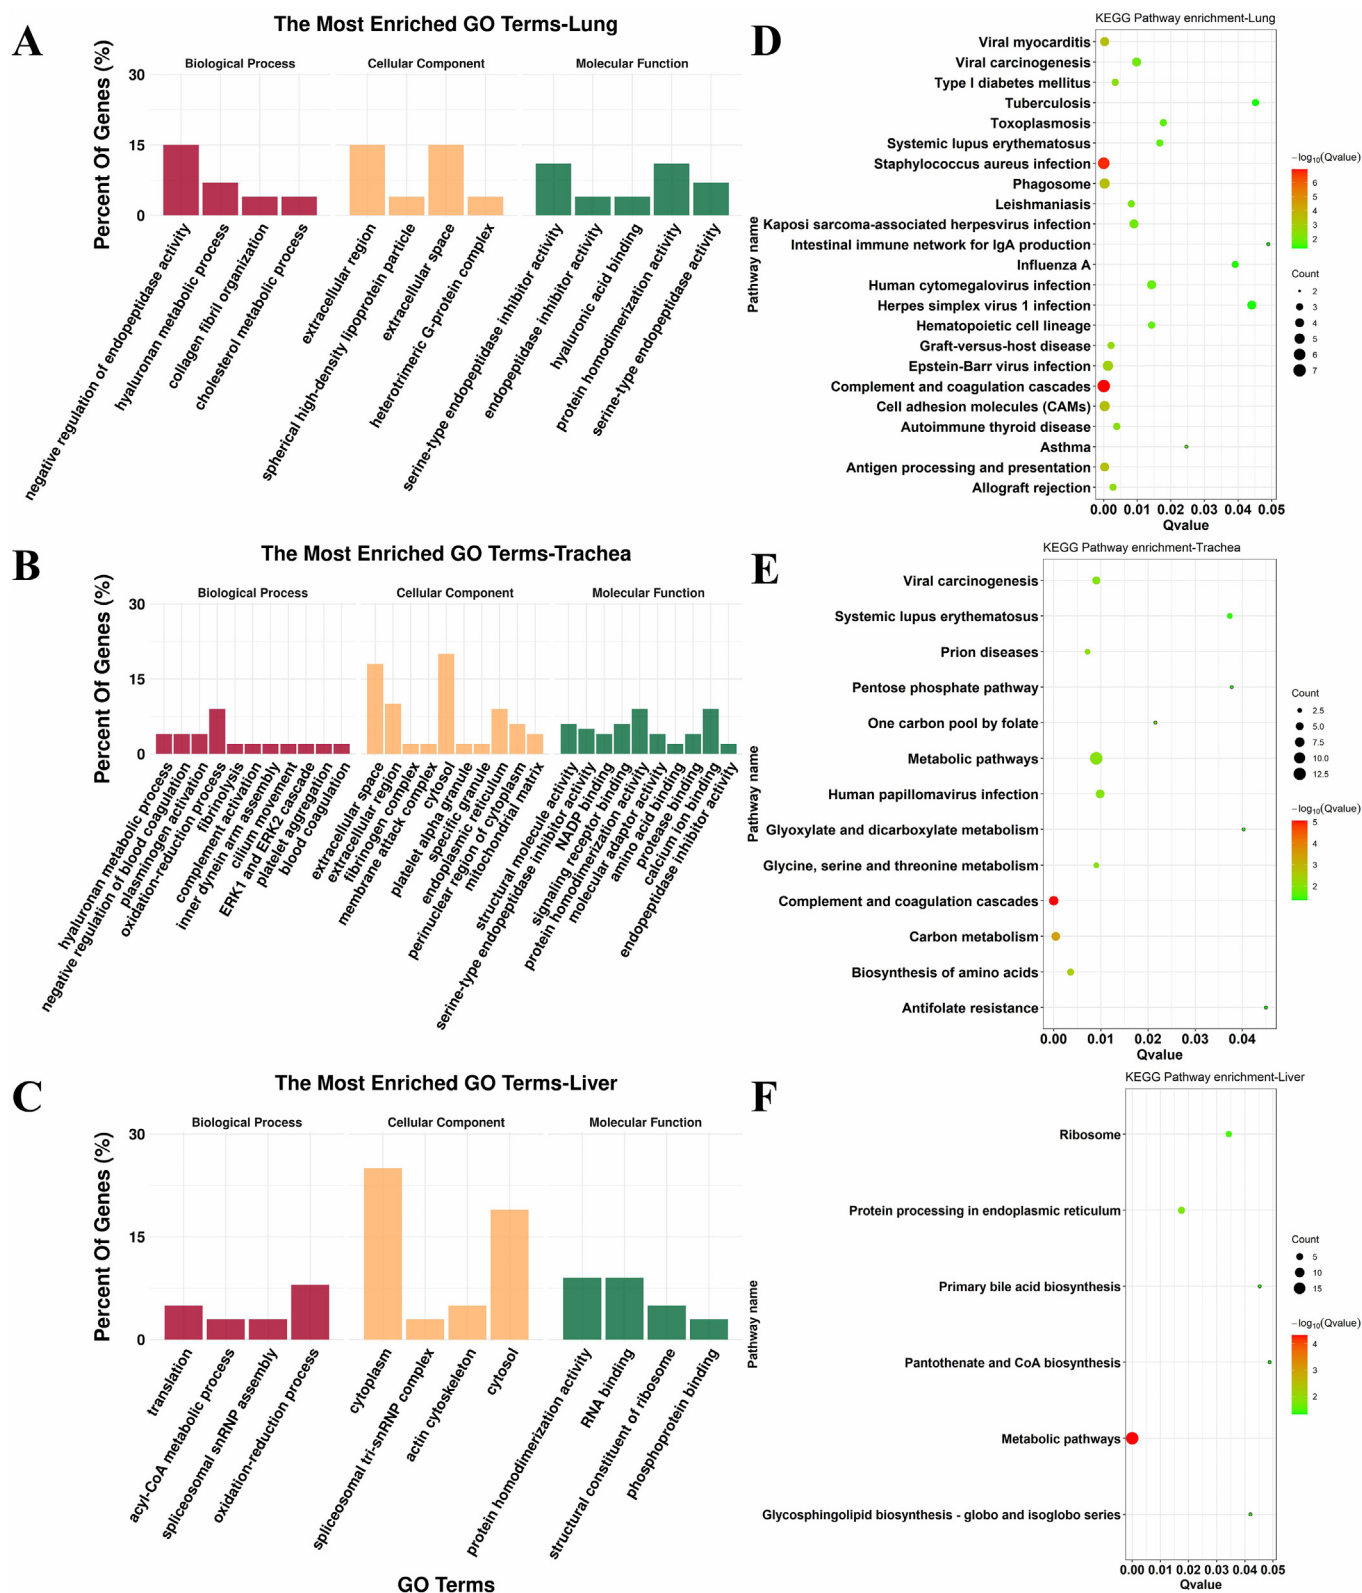 A
The Most Enriched GO Terms-Lung
Biological Process
Cellular Component
Molecular Function
Percent Of Genes (%)
30
15
0
negative regulation of endopeptidase activity
hyaluronan metabolic process
collagen fibril organization
cholesterol metabolic process
extracellular region
spherical high-density lipoprotein particle
extracellular space
heterotrimeric G-protein complex
serine-type endopeptidase inhibitor activity
endopeptidase inhibitor activity
hyaluronic acid binding
protein homodimerization activity
serine-type endopeptidase activity
B
The Most Enriched GO Terms-Trachea
Biological Process
Cellular Component
Molecular Function
Percent Of Genes (%)
30
15
0
hyaluronan metabolic process
negative regulation of blood coagulation
plasminogen activation
oxidation-reduction process
fibrinolysis
complement activation
inner dynein arm assembly
cilium movement
ERK1 and ERK2 cascade
platelet aggregation
blood coagulation
extracellular space
extracellular region
fibrinogen complex
membrane attack complex
cytosol
platelet alpha granule
specific granule
endoplasmic reticulum
perinuclear region of cytoplasm
mitochondrial matrix
structural molecule activity
serine-type endopeptidase inhibitor activity
NADP binding
signaling receptor binding
protein homodimerization activity
molecular adaptor activity
amino acid binding
protease binding
calcium ion binding
endopeptidase inhibitor activity
C
The Most Enriched GO Terms-Liver
Biological Process
Cellular Component
Molecular Function
Percent Of Genes (%)
30
15
0
translation
acyl-CoA metabolic process
spliceosomal snRNP assembly
oxidation-reduction process
cytoplasm
spliceosomal tri-snRNP complex
actin cytoskeleton
cytosol
protein homodimerization activity
RNA binding
structural constituent of ribosome
phosphoprotein binding
GO Terms
D
KEGG Pathway enrichment-Lung
Pathway name
Viral myocarditis
Viral carcinogenesis
Type I diabetes mellitus
Tuberculosis
Toxoplasmosis
Systemic lupus erythematosus
Staphylococcus aureus infection
Phagosome
Leishmaniasis
Kaposi sarcoma-associated herpesvirus infection
Intestinal immune network for IgA production
Influenza A
Human cytomegalovirus infection
Herpes simplex virus 1 infection
Hematopoietic cell lineage
Graft-versus-host disease
Epstein-Barr virus infection
Complement and coagulation cascades
Cell adhesion molecules (CAMs)
Autoimmune thyroid disease
Asthma
Antigen processing and presentation
Allograft rejection
0.00 0.01 0.02 0.03 0.04 0.05
Qvalue
−log10(Qvalue)
6
5
4
3
2
Count
2
3
4
5
6
7
E
KEGG Pathway enrichment-Trachea
Pathway name
Viral carcinogenesis
Systemic lupus erythematosus
Prion diseases
Pentose phosphate pathway
One carbon pool by folate
Metabolic pathways
Human papillomavirus infection
Glyoxylate and dicarboxylate metabolism
Glycine, serine and threonine metabolism
Complement and coagulation cascades
Carbon metabolism
Biosynthesis of amino acids
Antifolate resistance
0.00 0.01 0.02 0.03 0.04
Qvalue
Count
2.5
5.0
7.5
10.0
12.5
−log10(Qvalue)
5
4
3
2
F
KEGG Pathway enrichment-Liver
Pathway name
Ribosome
Protein processing in endoplasmic reticulum
Primary bile acid biosynthesis
Pantothenate and CoA biosynthesis
Metabolic pathways
Glycosphingolipid biosynthesis - globo and isoglobo series
0.00 0.01 0.02 0.03 0.04 0.05
Qvalue
Count
5
10
15
−log10(Qvalue)
4
3
2